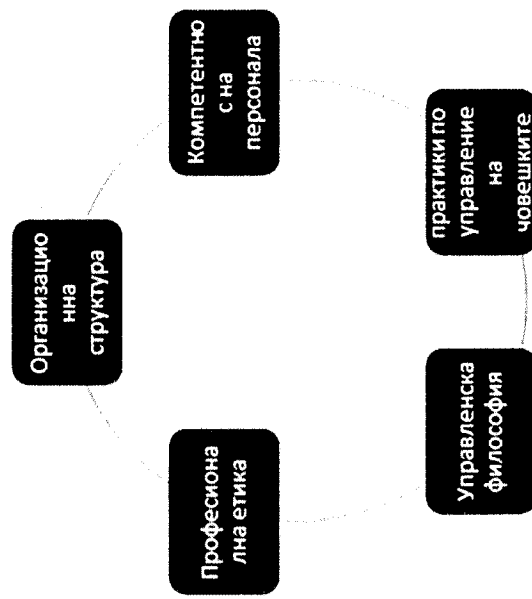 Организацио
нна
структура
Компетентно
с на
персонала
практики по
управление
на
човешките
Управленска
философия
Професиона
лна етика